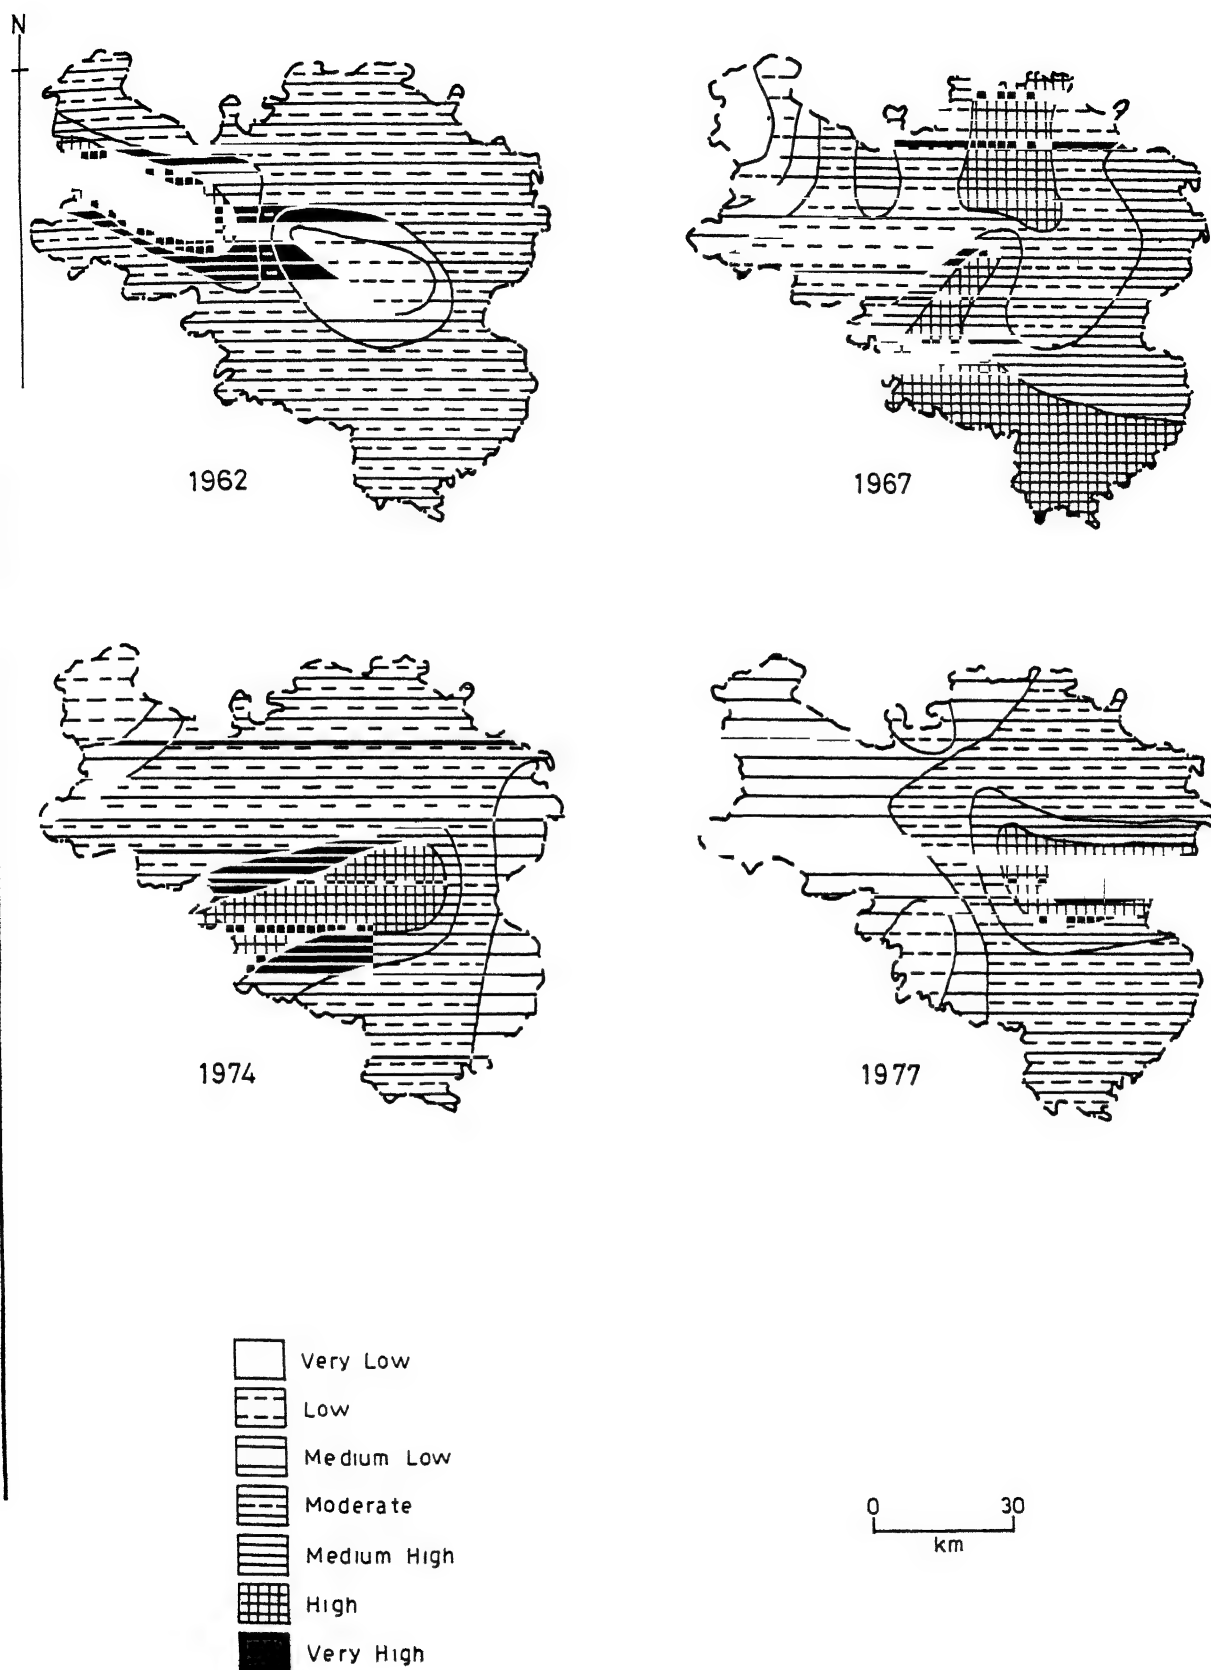 N
1962
1967
1974
1977
Very Low
Low
Medium Low
Moderate
Medium High
High
Very High
0 30
km